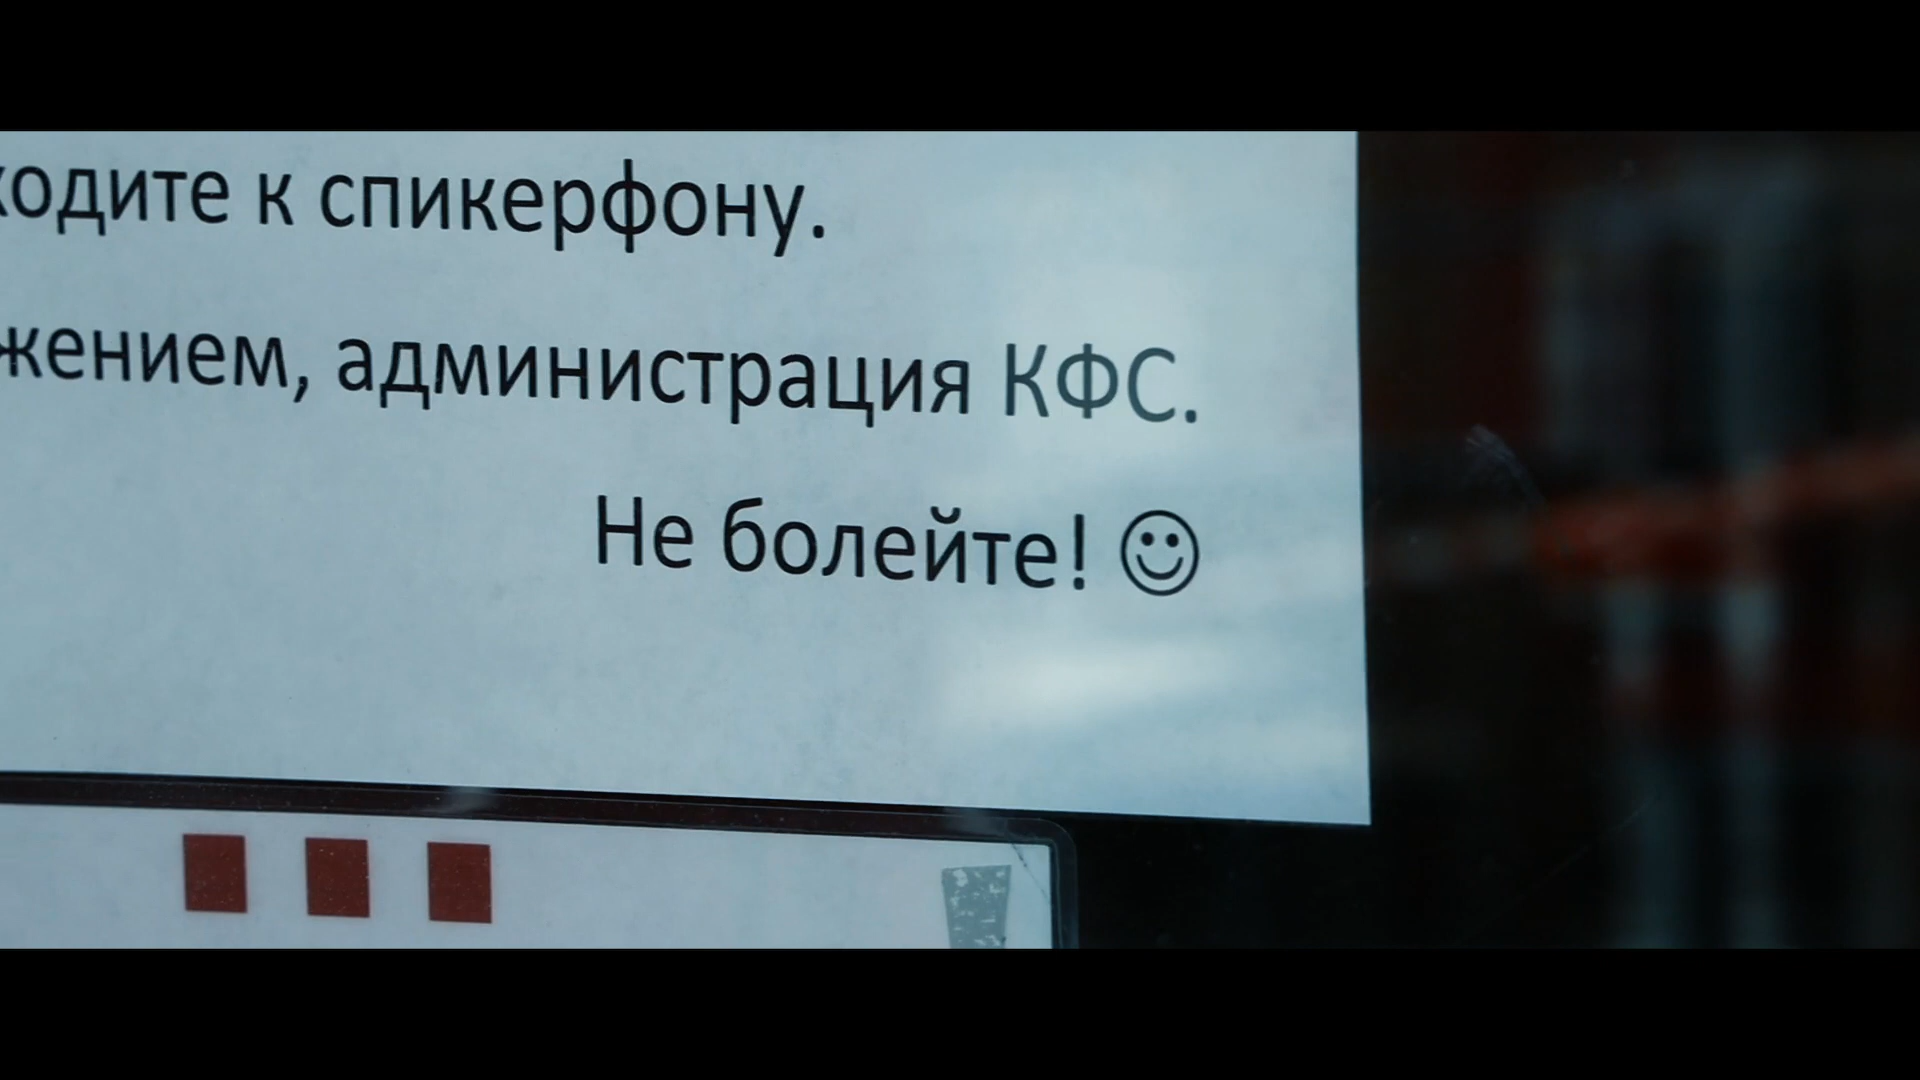 ходите к спикерфону.
жением, администрация КФС.
Не болейте! ☺